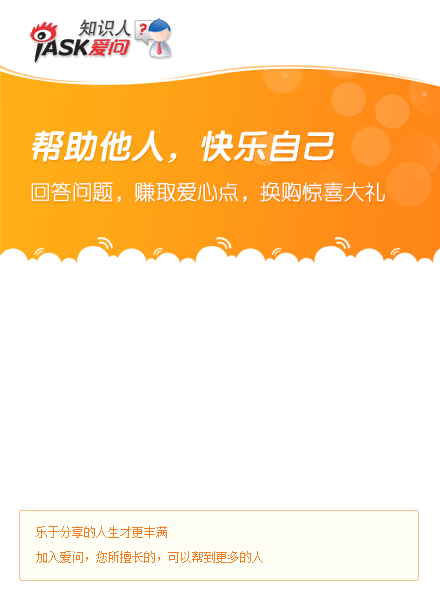 知识人
iASK爱问
?
帮助他人，快乐自己
回答问题，赚取爱心点，换购惊喜大礼
乐于分享的人生才更丰满
加入爱问，您所擅长的，可以帮到更多的人